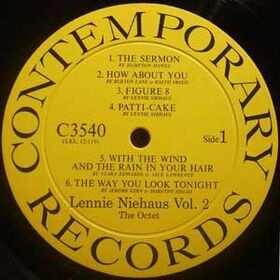 CONTEMPORARY
1. THE SERMON
BY HAMPTON HAWES
2. HOW ABOUT YOU
BY BURTON LANE & RALPH FREED
3. FIGURE 8
BY LENNIE NIEHAUS
4. PATTI-CAKE
BY LENNIE NIEHAUS
C3540
(LKL 12-119)
Side 1
5. WITH THE WIND
AND THE RAIN IN YOUR HAIR
BY CLARA EDWARDS & JACK LAWRENCE
6. THE WAY YOU LOOK TONIGHT
BY JEROME KERN & DOROTHY FIELDS
Lennie Niehaus Vol. 2
The Octet
RECORDS